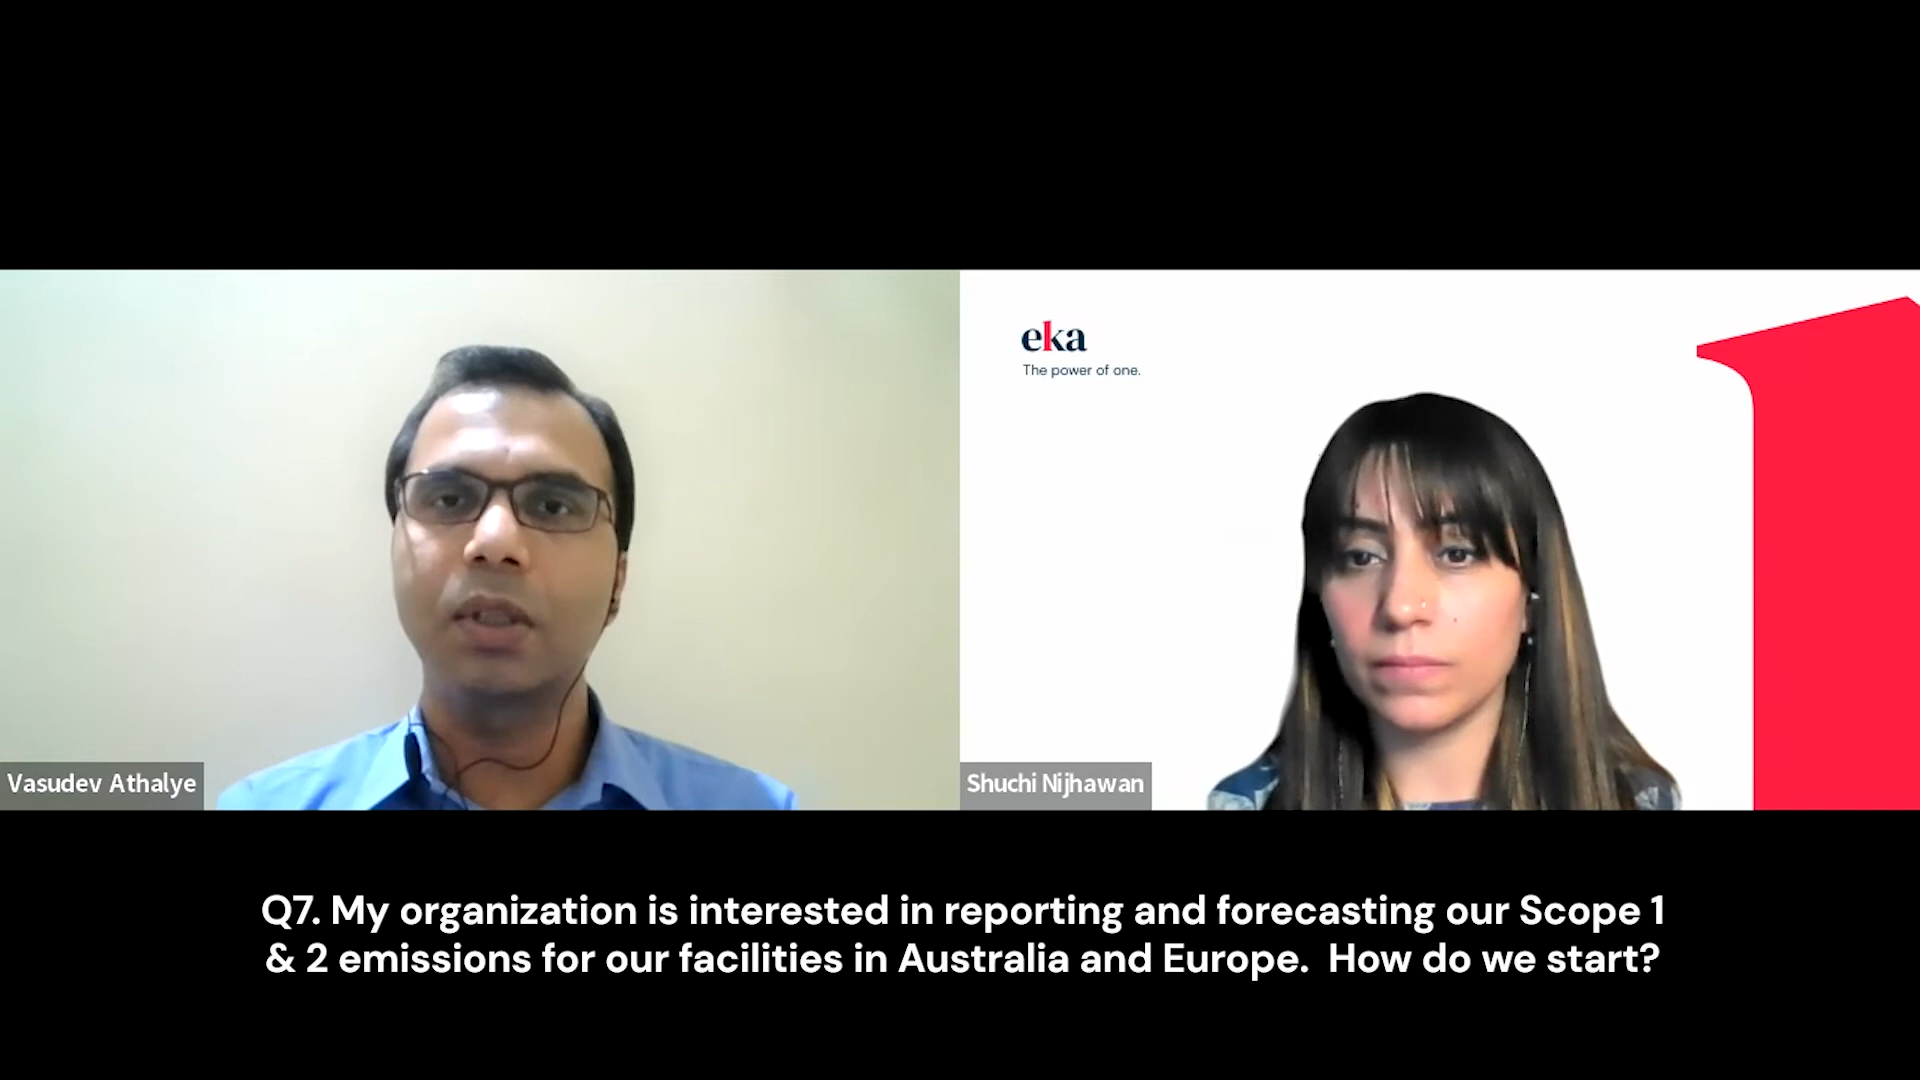 eka
The power of one.
Vasudev Athalye
Shuchi Nijhawan
Q7. My organization is interested in reporting and forecasting our Scope 1
& 2 emissions for our facilities in Australia and Europe.  How do we start?